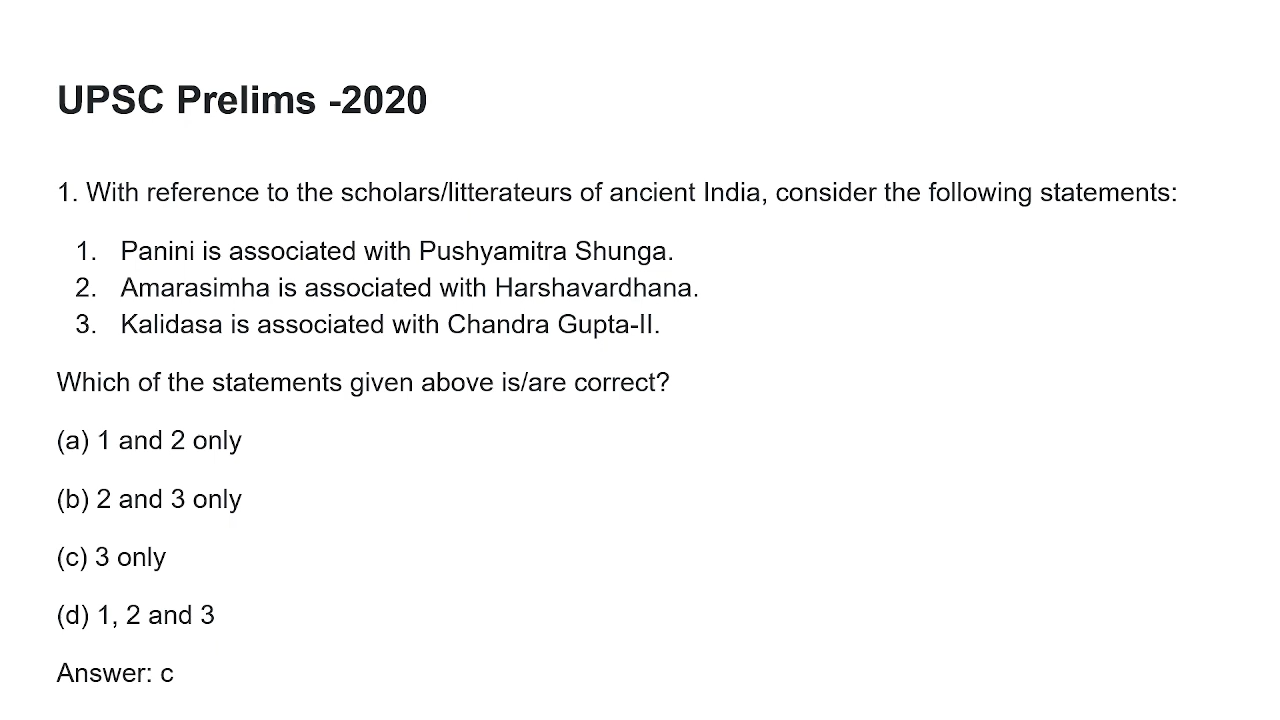 UPSC Prelims -2020
1. With reference to the scholars/litterateurs of ancient India, consider the following statements:
1. Panini is associated with Pushyamitra Shunga.
2. Amarasimha is associated with Harshavardhana.
3. Kalidasa is associated with Chandra Gupta-II.
Which of the statements given above is/are correct?
(a) 1 and 2 only
(b) 2 and 3 only
(c) 3 only
(d) 1, 2 and 3
Answer: c